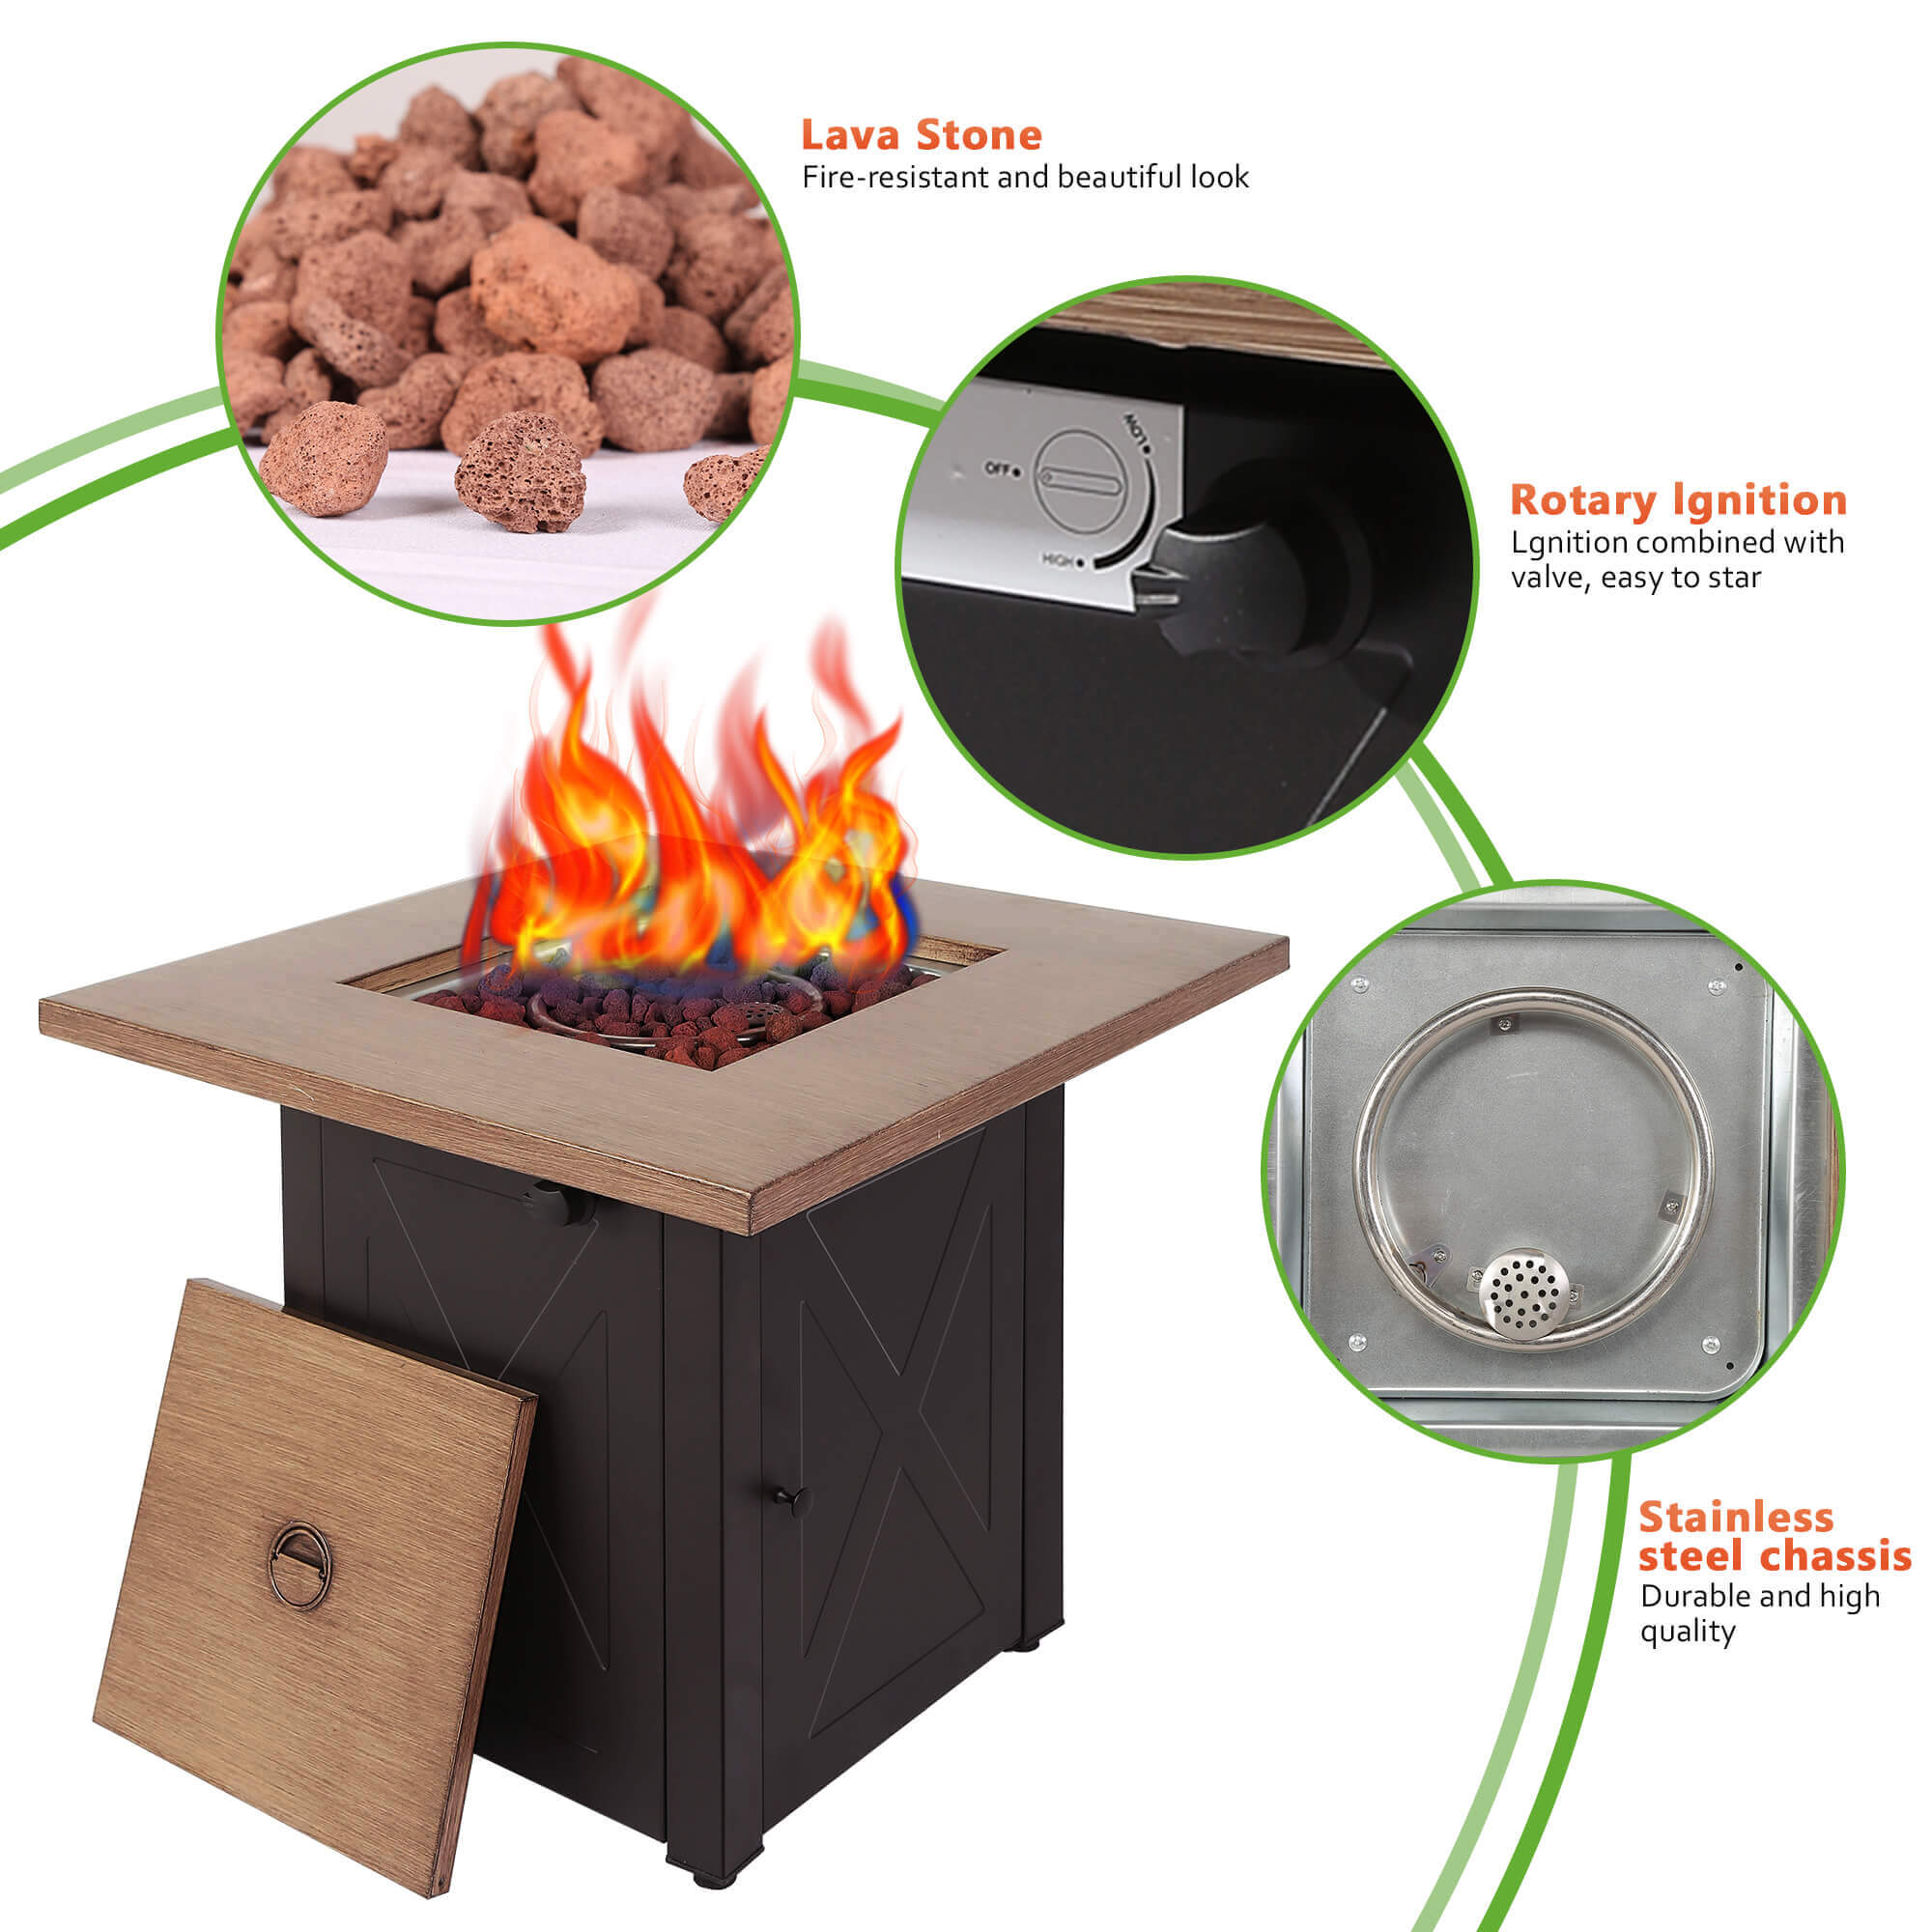 Lava Stone
Fire-resistant and beautiful look
LOW
OFF
HIGH
Rotary Ignition
Lgnition combined with
valve, easy to star
Stainless
steel chassis
Durable and high
quality